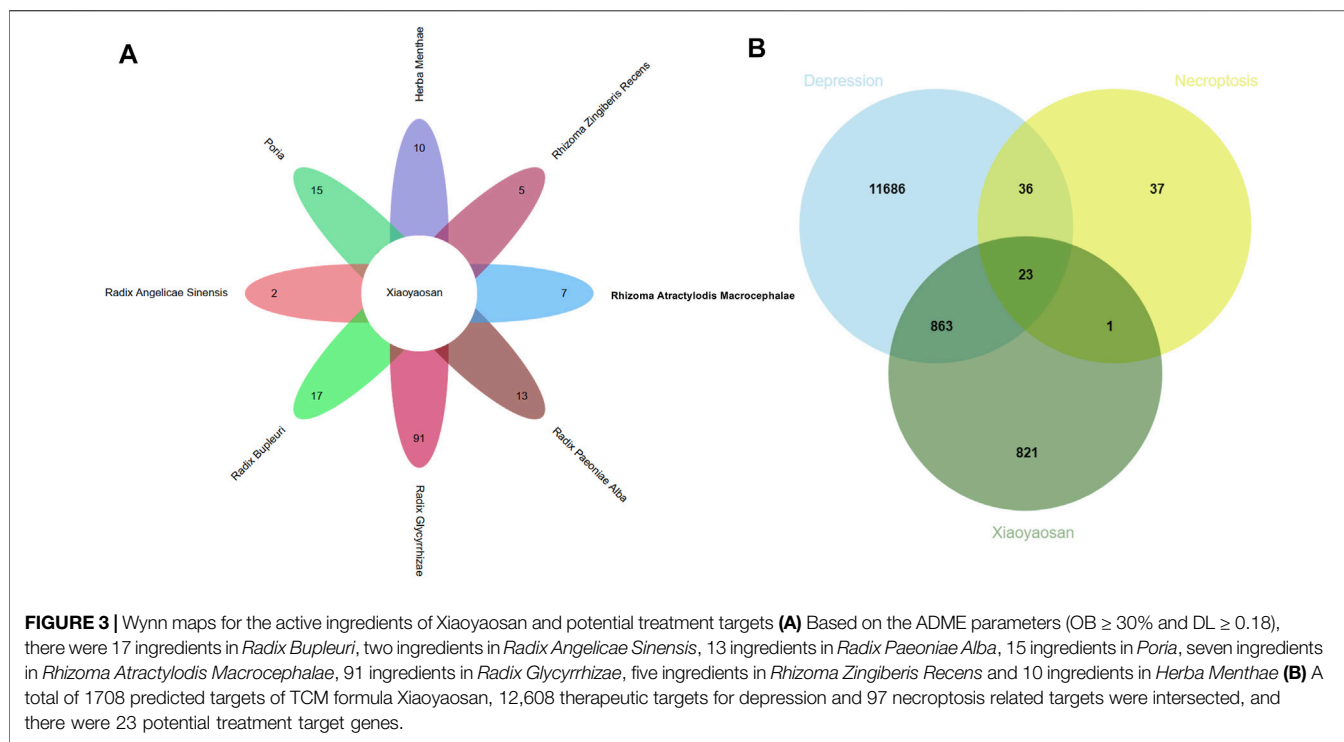 A
Herba Menthae
10
Rhizoma Zingiberis Recens
5
Poria
15
Radix Angelicae Sinensis
2
Xiaoyaosan
7
Rhizoma Atractylodis Macrocephalae
17
Radix Bupleuri
91
Radix Glycyrrhizae
13
Radix Paeoniae Alba
B
Depression
Necroptosis
11686
36
37
23
863
1
821
Xiaoyaosan
FIGURE 3 | Wynn maps for the active ingredients of Xiaoyaosan and potential treatment targets (A) Based on the ADME parameters (OB ≥ 30% and DL ≥ 0.18),
there were 17 ingredients in Radix Bupleuri, two ingredients in Radix Angelicae Sinensis, 13 ingredients in Radix Paeoniae Alba, 15 ingredients in Poria, seven ingredients
in Rhizoma Atractylodis Macrocephalae, 91 ingredients in Radix Glycyrrhizae, five ingredients in Rhizoma Zingiberis Recens and 10 ingredients in Herba Menthae (B) A
total of 1708 predicted targets of TCM formula Xiaoyaosan, 12,608 therapeutic targets for depression and 97 necroptosis related targets were intersected, and
there were 23 potential treatment target genes.